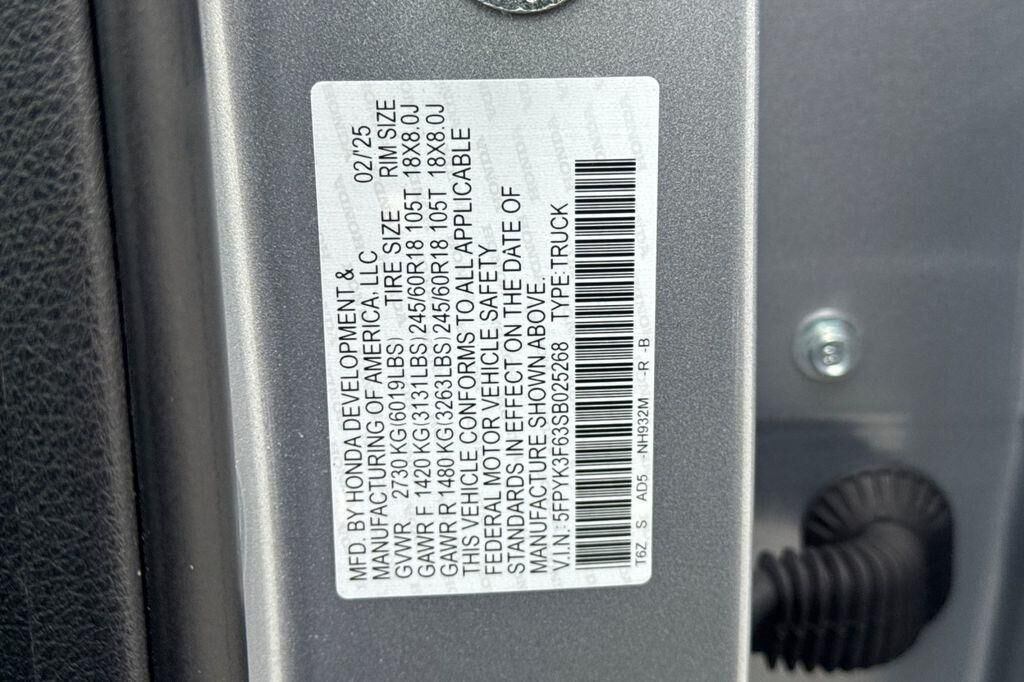 MFD. BY HONDA DEVELOPMENT &
MANUFACTURING OF AMERICA, LLC 02/'25
GVWR 2730 KG (6019LBS) TIRE SIZE RIM SIZE
GAWR F 1420 KG (3131LBS) 245/60R18 105T 18X8.0J
GAWR R 1480 KG (3263LBS) 245/60R18 105T 18X8.0J
THIS VEHICLE CONFORMS TO ALL APPLICABLE
FEDERAL MOTOR VEHICLE SAFETY
STANDARDS IN EFFECT ON THE DATE OF
MANUFACTURE SHOWN ABOVE.
V.I.N.: 5FPYK3F63SB025268 TYPE: TRUCK
T6Z S AD5 -NH932M -R -B